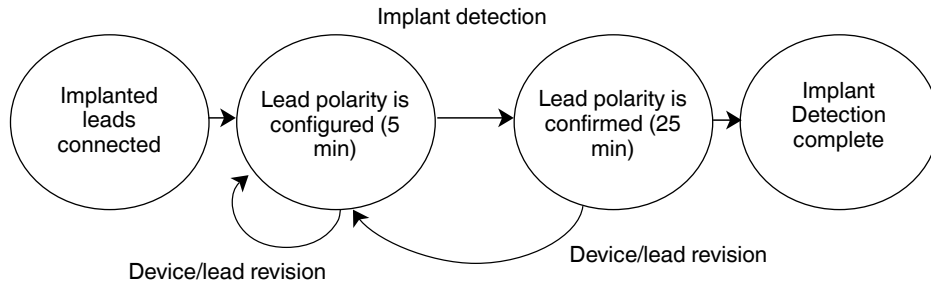 Implant detection
Implanted
leads
connected
Lead polarity is
configured (5
min)
Lead polarity is
confirmed (25
min)
Implant
Detection
complete
Device/lead revision
Device/lead revision